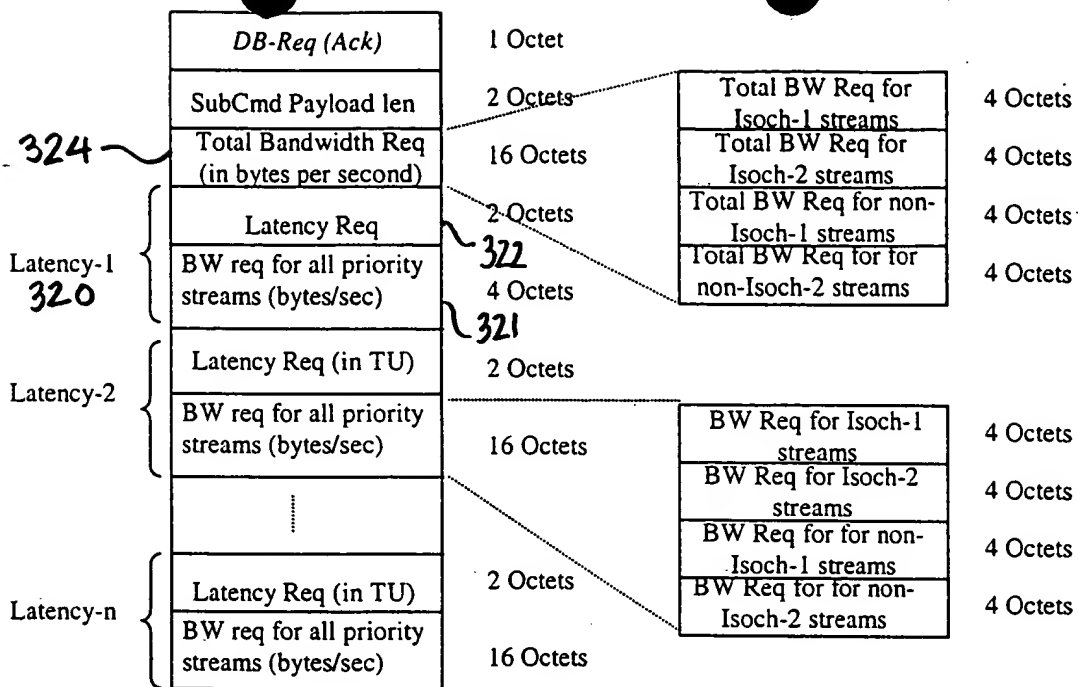 DB-Req (Ack)
1 Octet
SubCmd Payload len
2 Octets
324
Total Bandwidth Req
(in bytes per second)
16 Octets
Latency-1
320
Latency Req
2 Octets
322
BW req for all priority
streams (bytes/sec)
4 Octets
321
Latency-2
Latency Req (in TU)
2 Octets
BW req for all priority
streams (bytes/sec)
16 Octets
Latency-n
Latency Req (in TU)
2 Octets
BW req for all priority
streams (bytes/sec)
16 Octets
Total BW Req for
Isoch-1 streams
4 Octets
Total BW Req for
Isoch-2 streams
4 Octets
Total BW Req for non-
Isoch-1 streams
4 Octets
Total BW Req for for
non-Isoch-2 streams
4 Octets
BW Req for Isoch-1
streams
4 Octets
BW Req for Isoch-2
streams
4 Octets
BW Req for for non-
Isoch-1 streams
4 Octets
BW Req for for non-
Isoch-2 streams
4 Octets